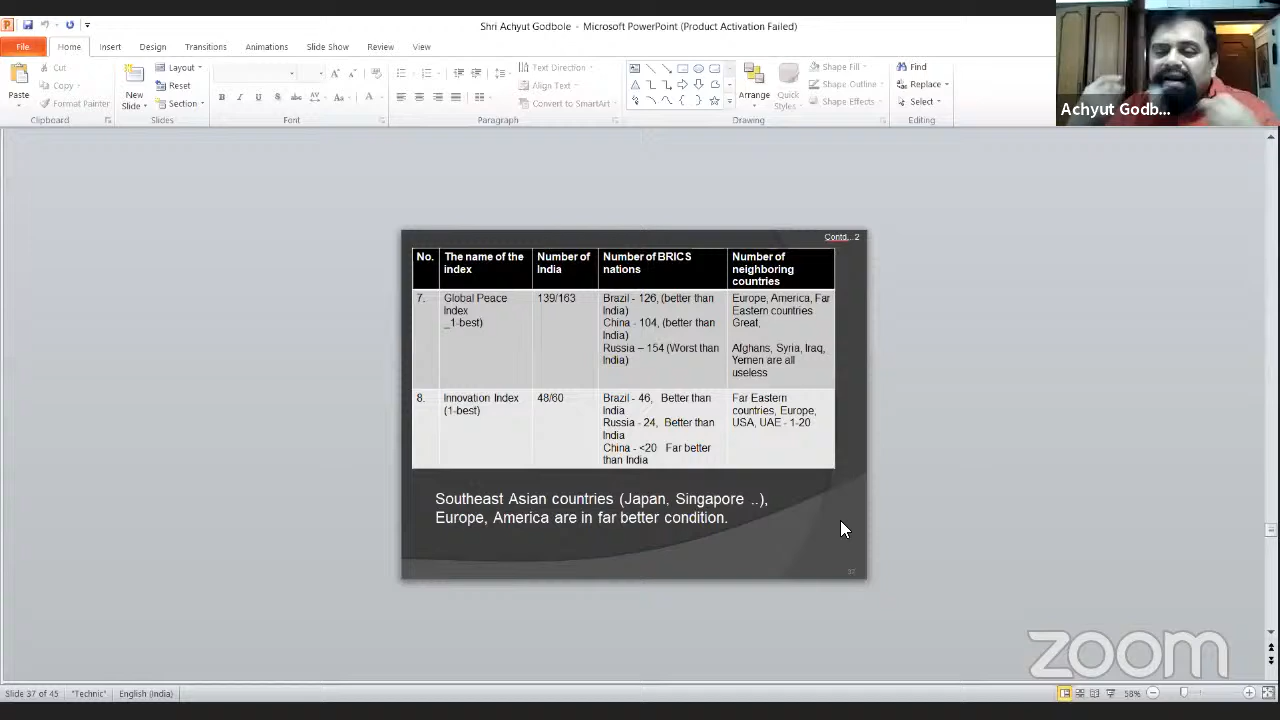 Shri Achyut Godbole - Microsoft PowerPoint (Product Activation Failed)
File
Home
Insert
Design
Transitions
Animations
Slide Show
Review
View
Paste
Cut
Copy
Format Painter
Clipboard
New
Slide
Layout
Reset
Section
Slides
Font
Paragraph
Text Direction
Align Text
Convert to SmartArt
Arrange
Quick
Styles
Shape Fill
Shape Outline
Shape Effects
Drawing
Find
Replace
Select
Editing
Achyut Godb...
Contd...2
No.
The name of the
index
Number of
India
Number of BRICS
nations
Number of
neighboring
countries
7.
Global Peace
Index
_1-best)
139/163
Brazil - 126, (better than
India)
China - 104, (better than
India)
Russia – 154 (Worst than
India)
Europe, America, Far
Eastern countries
Great,
Afghans, Syria, Iraq,
Yemen are all
useless
8.
Innovation Index
(1-best)
48/60
Brazil - 46, Better than
India
Russia - 24, Better than
India
China - <20 Far better
than India
Far Eastern
countries, Europe,
USA, UAE - 1-20
Southeast Asian countries (Japan, Singapore ..),
Europe, America are in far better condition.
37
zoom
Slide 37 of 45
"Technic"
English (India)
58%